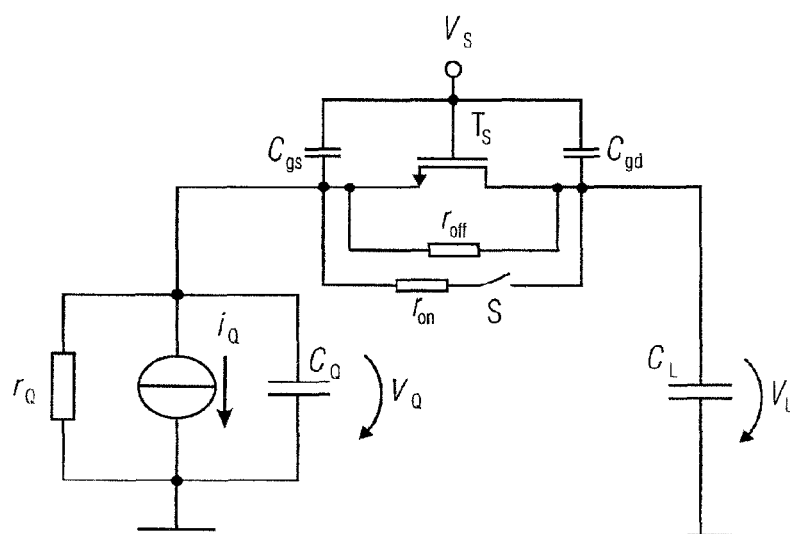 V_S
T_S
C_gs
C_gd
r_off
r_on
S
i_Q
C_Q
C_L
r_Q
V_Q
V_L